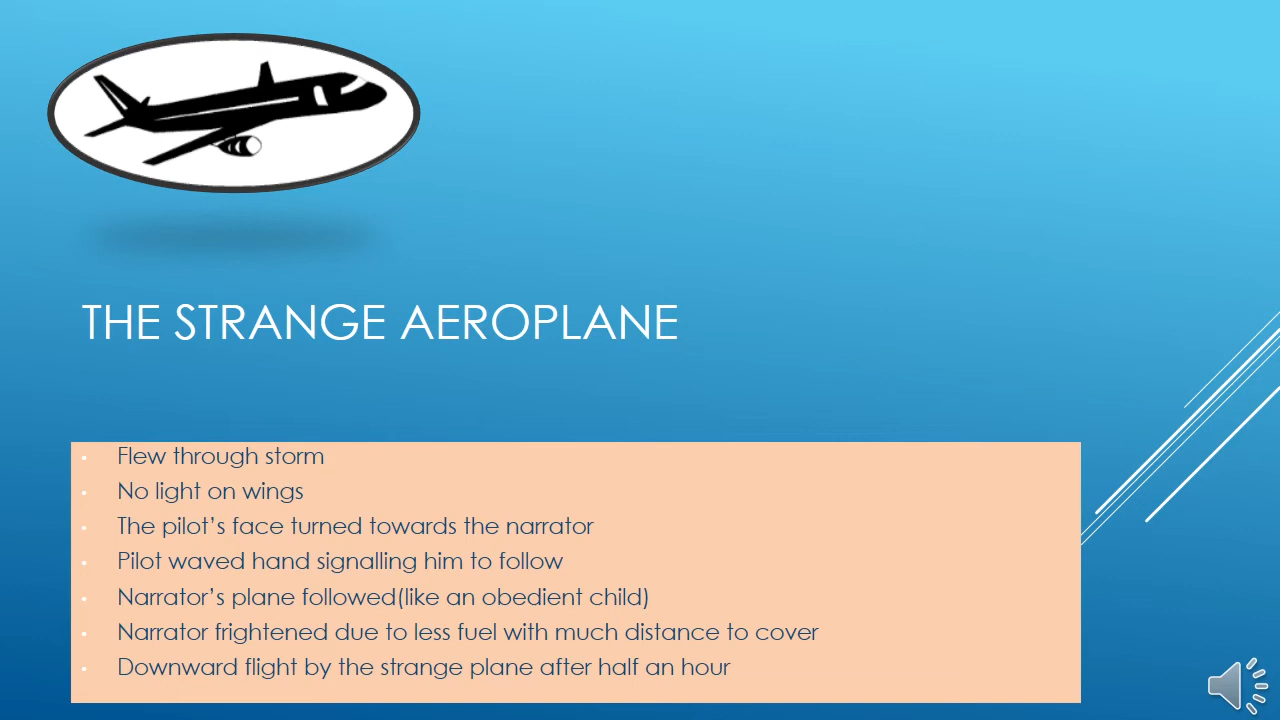 THE STRANGE AEROPLANE
• Flew through storm
• No light on wings
• The pilot’s face turned towards the narrator
• Pilot waved hand signalling him to follow
• Narrator’s plane followed(like an obedient child)
• Narrator frightened due to less fuel with much distance to cover
• Downward flight by the strange plane after half an hour